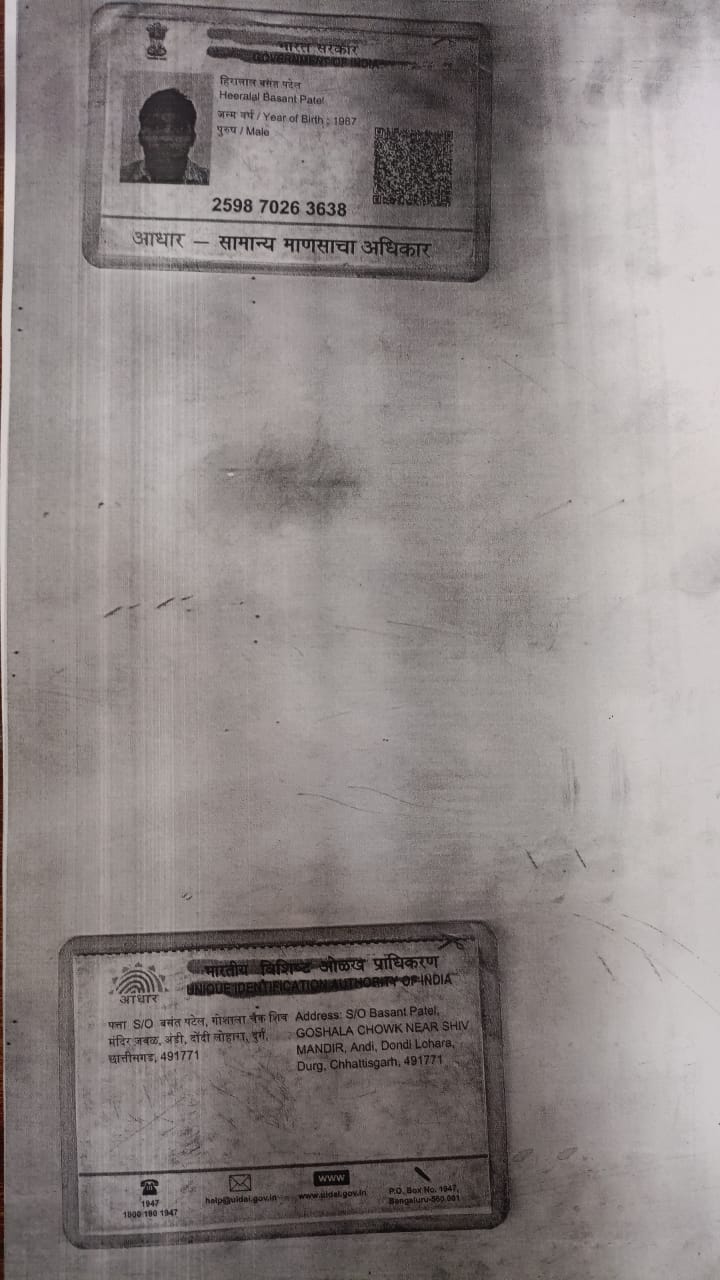 भारत सरकार
GOVERNMENT OF INDIA
हिरालाल बसंत पटेल
Heeralal Basant Patel
जन्म वर्ष / Year of Birth : 1987
पुरुष / Male
2598 7026 3638
आधार – सामान्य माणसाचा अधिकार
भारतीय विशिष्ट ओळख प्राधिकरण
UNIQUE IDENTIFICATION AUTHORITY OF INDIA
आधार
पत्ता S/O बसंत पटेल, गोशाला चैक शिव
मंदिर जवळ, अंडी, दोंदी लोहारा, दुर्ग,
छत्तीसगड, 491771
Address: S/O Basant Patel,
GOSHALA CHOWK NEAR SHIV
MANDIR, Andi, Dondi Lohara,
Durg, Chhattisgarh, 491771
1947
1800 180 1947
help@uidai.gov.in
www
www.uidai.gov.in
P.O. Box No. 1947,
Bengaluru-560 001